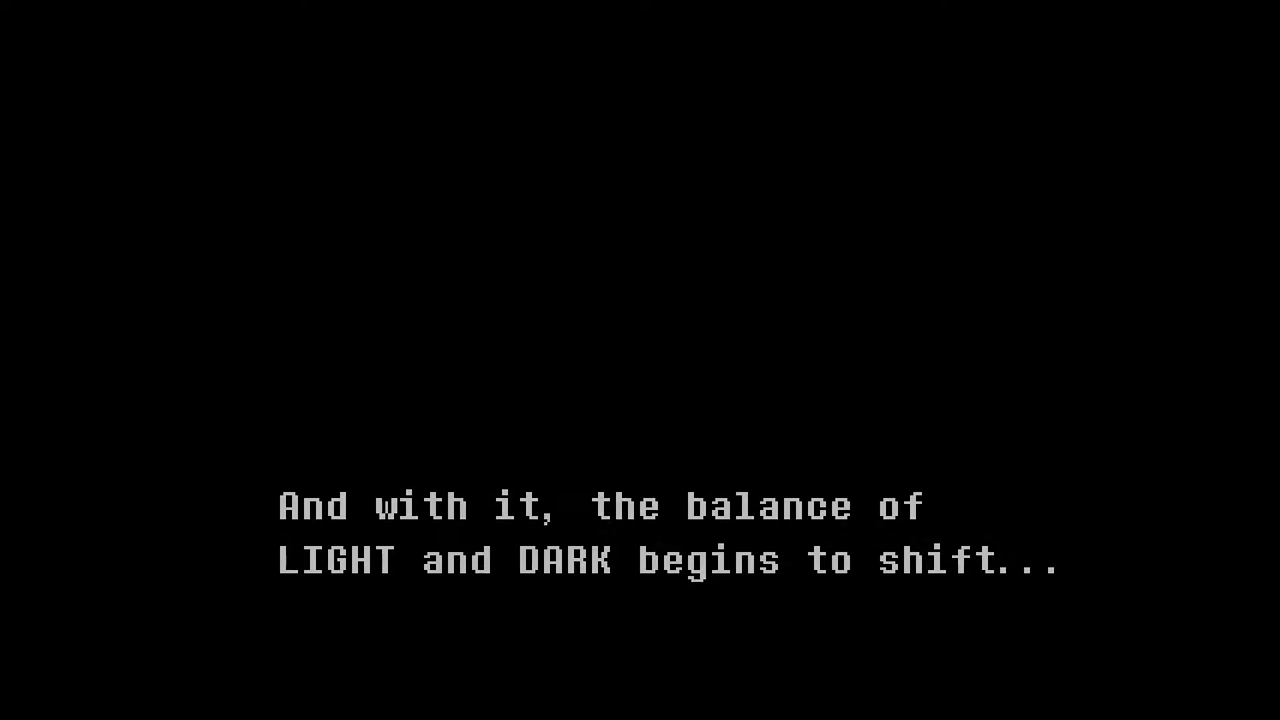 And with it, the balance of
LIGHT and DARK begins to shift...